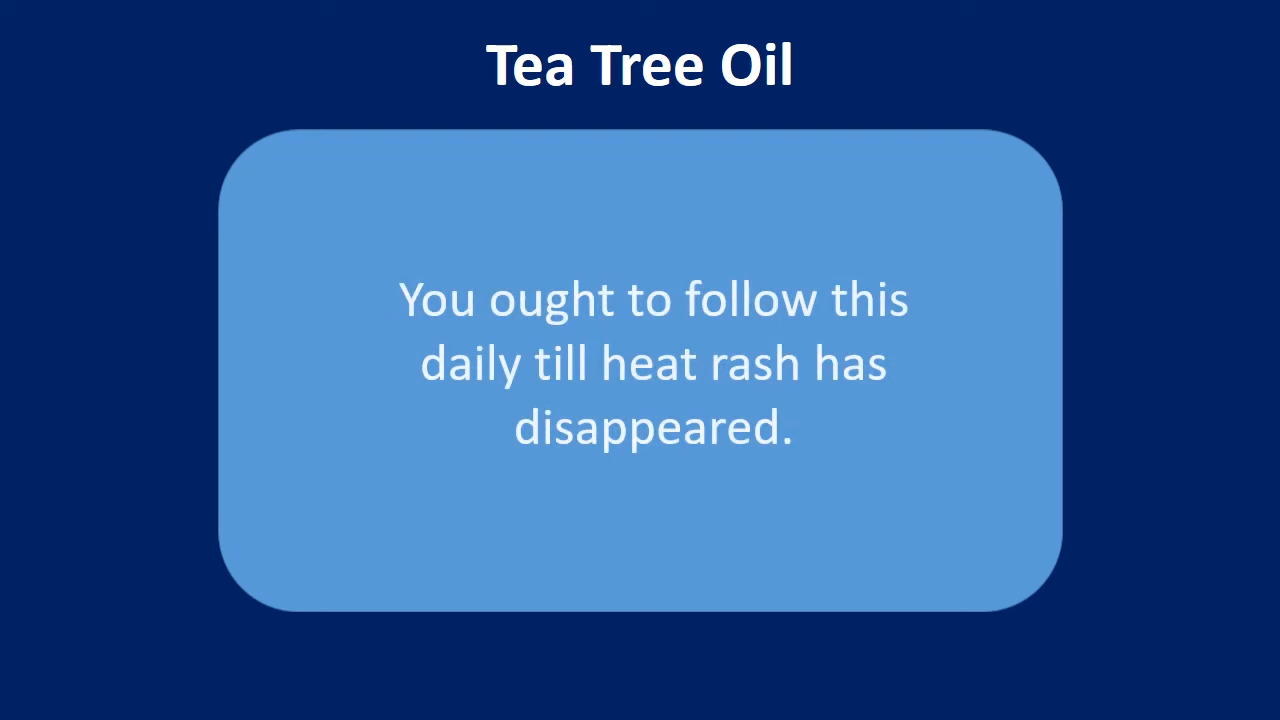 Tea Tree Oil
You ought to follow this
daily till heat rash has
disappeared.